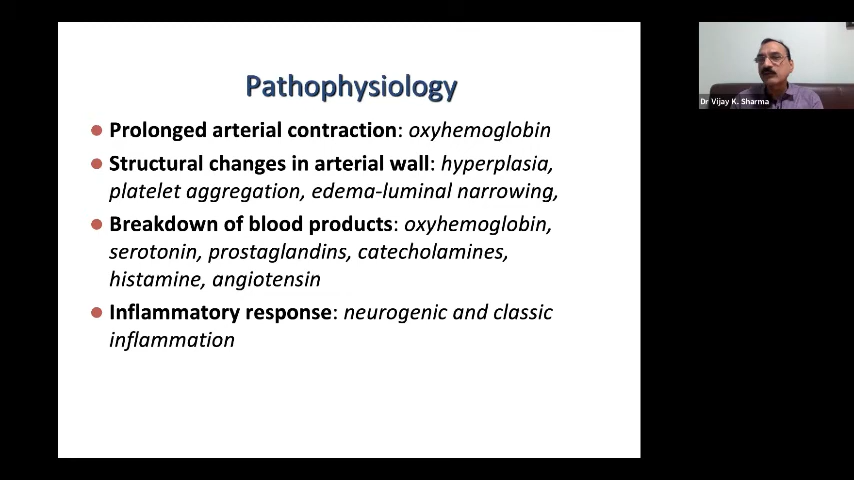 Pathophysiology
Prolonged arterial contraction: oxyhemoglobin
Structural changes in arterial wall: hyperplasia,
platelet aggregation, edema-luminal narrowing,
Breakdown of blood products: oxyhemoglobin,
serotonin, prostaglandins, catecholamines,
histamine, angiotensin
Inflammatory response: neurogenic and classic
inflammation
Dr Vijay K. Sharma